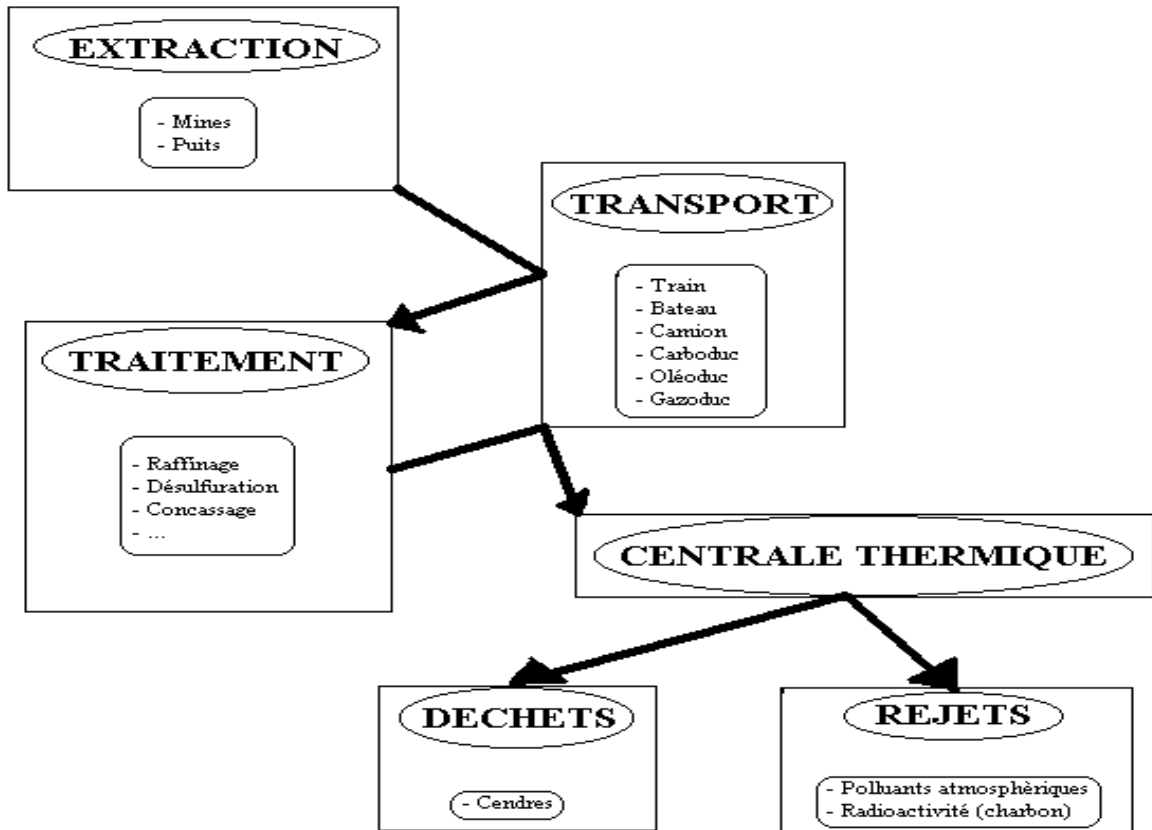 EXTRACTION
- Mines
- Puits
TRANSPORT
- Train
- Bateau
- Camion
- Carboduc
- Oléoduc
- Gazoduc
TRAITEMENT
- Raffinage
- Désulfuration
- Concassage
- ...
CENTRALE THERMIQUE
DECHETS
- Cendres
REJETS
- Polluants atmosphèriques
- Radioactivité (charbon)